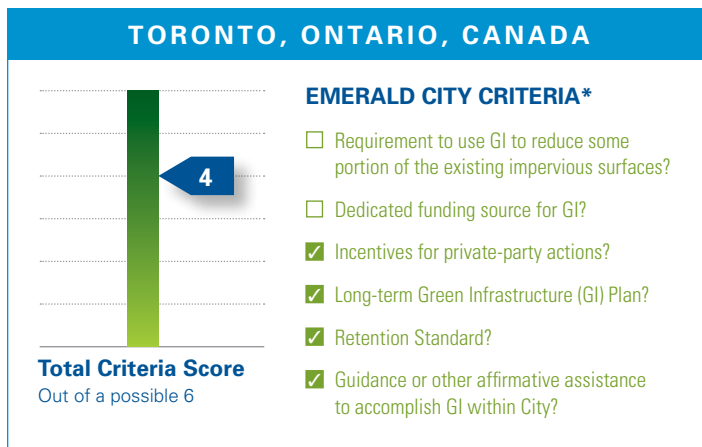 TORONTO, ONTARIO, CANADA
4
Total Criteria Score
Out of a possible 6
EMERALD CITY CRITERIA*
Requirement to use GI to reduce some
portion of the existing impervious surfaces?
Dedicated funding source for GI?
Incentives for private-party actions?
Long-term Green Infrastructure (GI) Plan?
Retention Standard?
Guidance or other affirmative assistance
to accomplish GI within City?